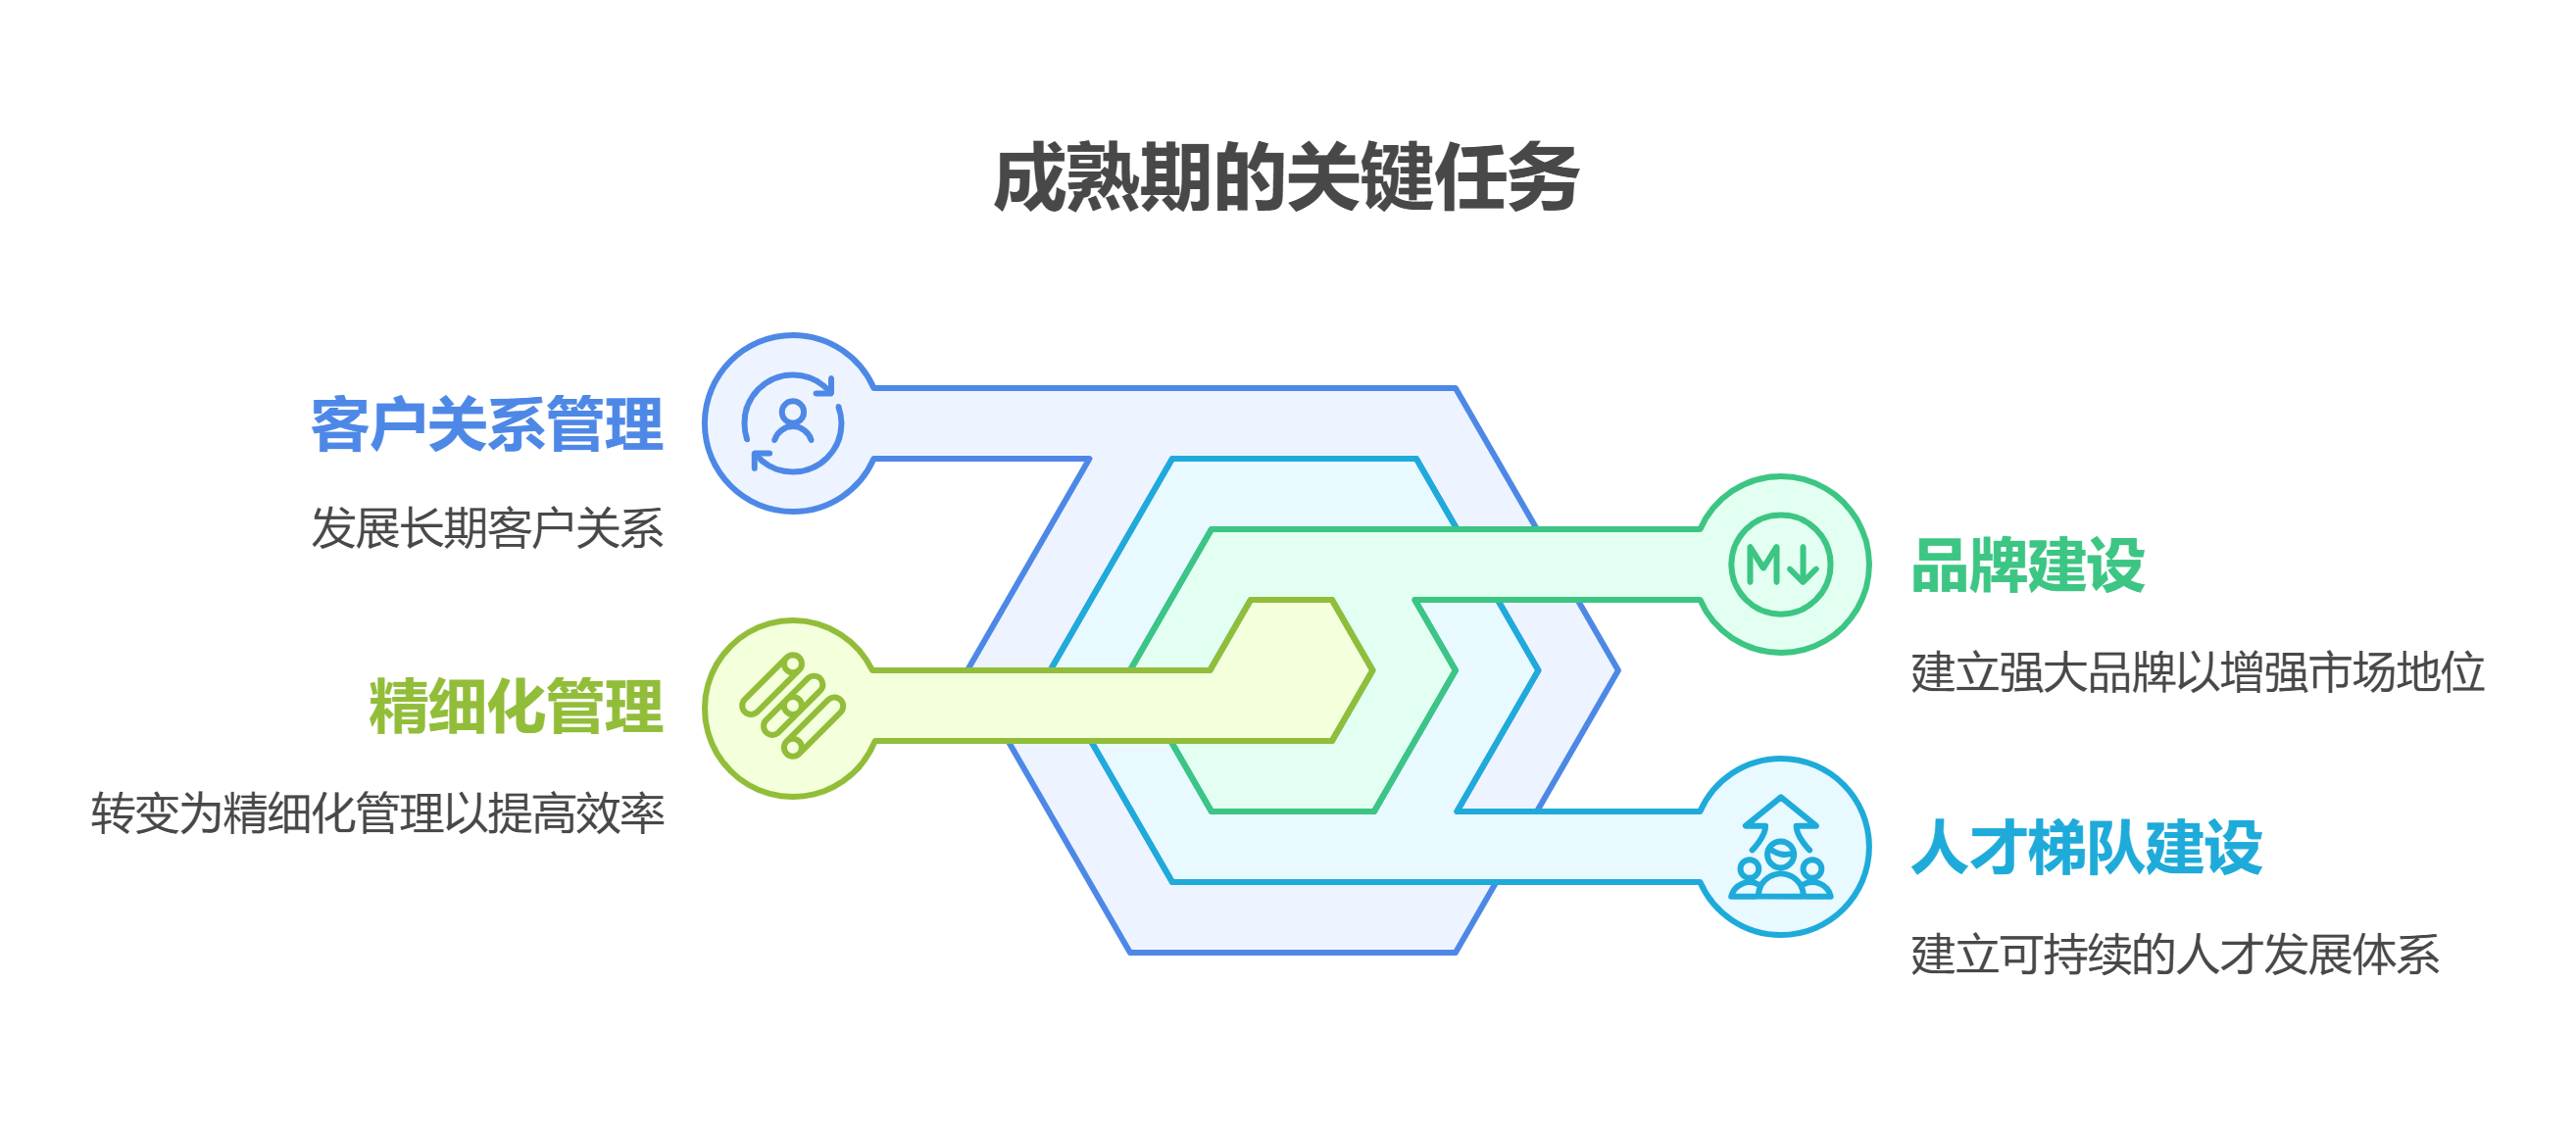 成熟期的关键任务
客户关系管理
发展长期客户关系
精细化管理
转变为精细化管理以提高效率
M
品牌建设
建立强大品牌以增强市场地位
人才梯队建设
建立可持续的人才发展体系